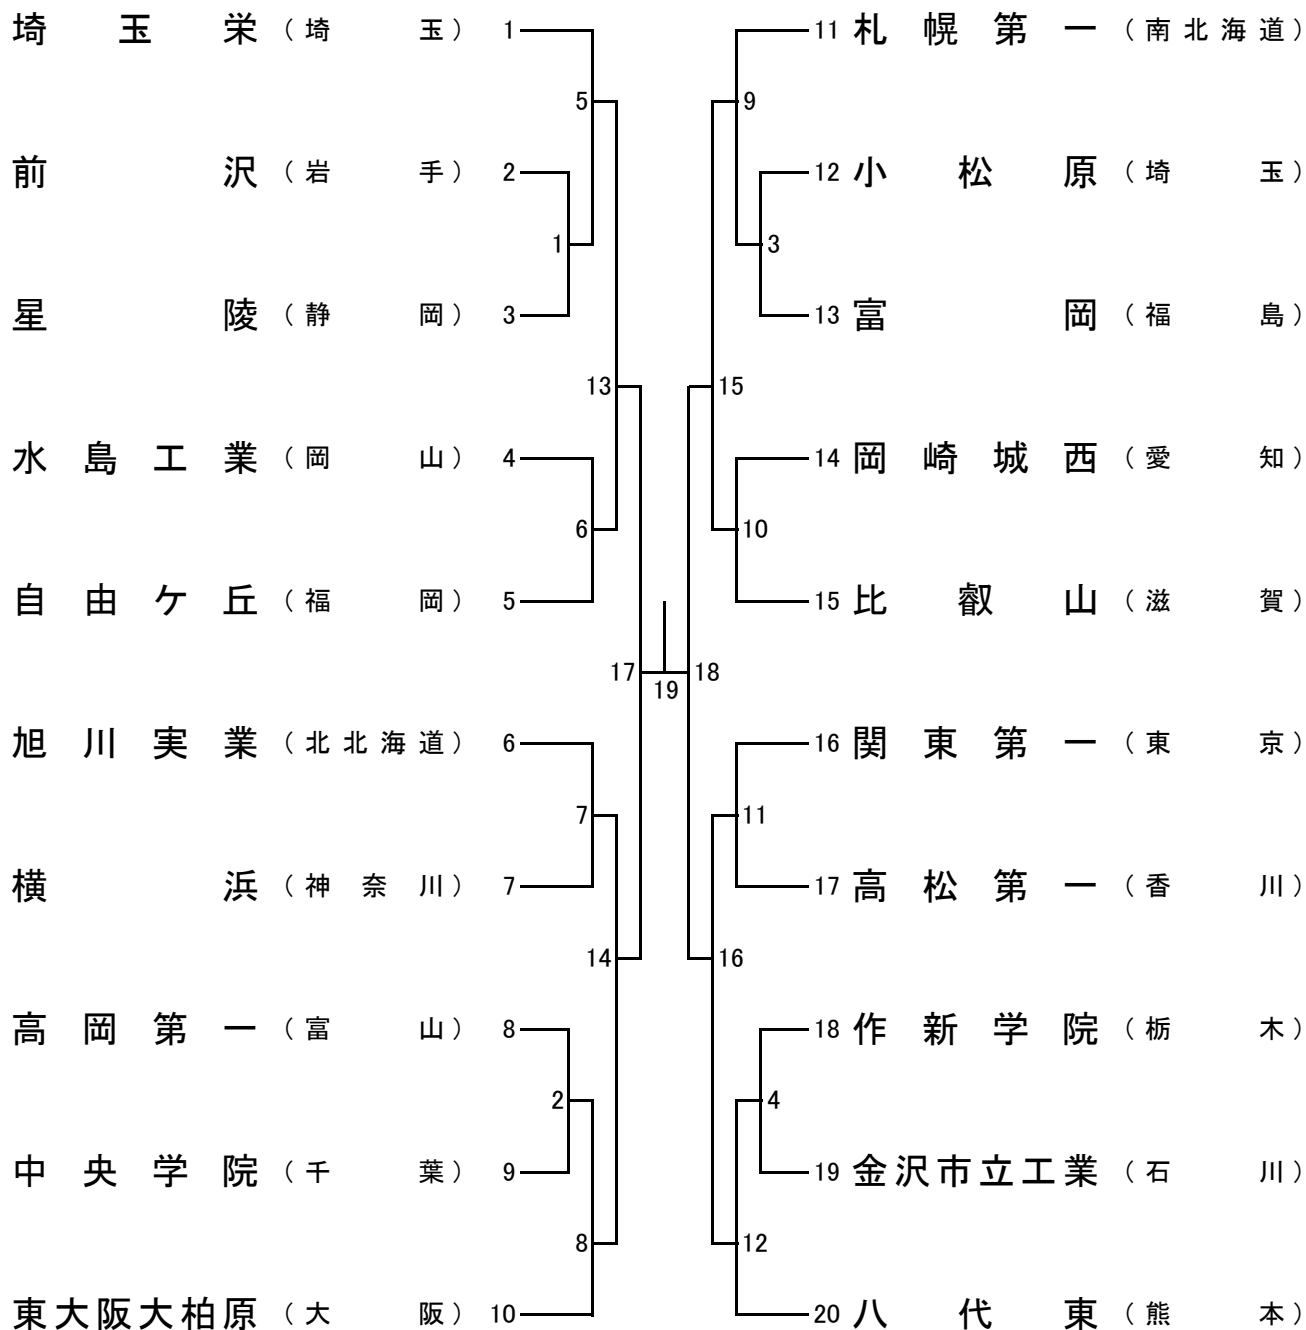 埼玉栄（埼玉） 1
前沢（岩手） 2
星陵（静岡） 3
水島工業（岡山） 4
自由ケ丘（福岡） 5
旭川実業（北北海道） 6
横浜（神奈川） 7
高岡第一（富山） 8
中央学院（千葉） 9
東大阪大柏原（大阪） 10
5
1
13
6
17
7
14
2
8
19
9
3
15
10
18
11
16
4
12
11 札幌第一（南北海道）
12 小松原（埼玉）
13 富岡（福島）
14 岡崎城西（愛知）
15 比叡山（滋賀）
16 関東第一（東京）
17 高松第一（香川）
18 作新学院（栃木）
19 金沢市立工業（石川）
20 八代東（熊本）